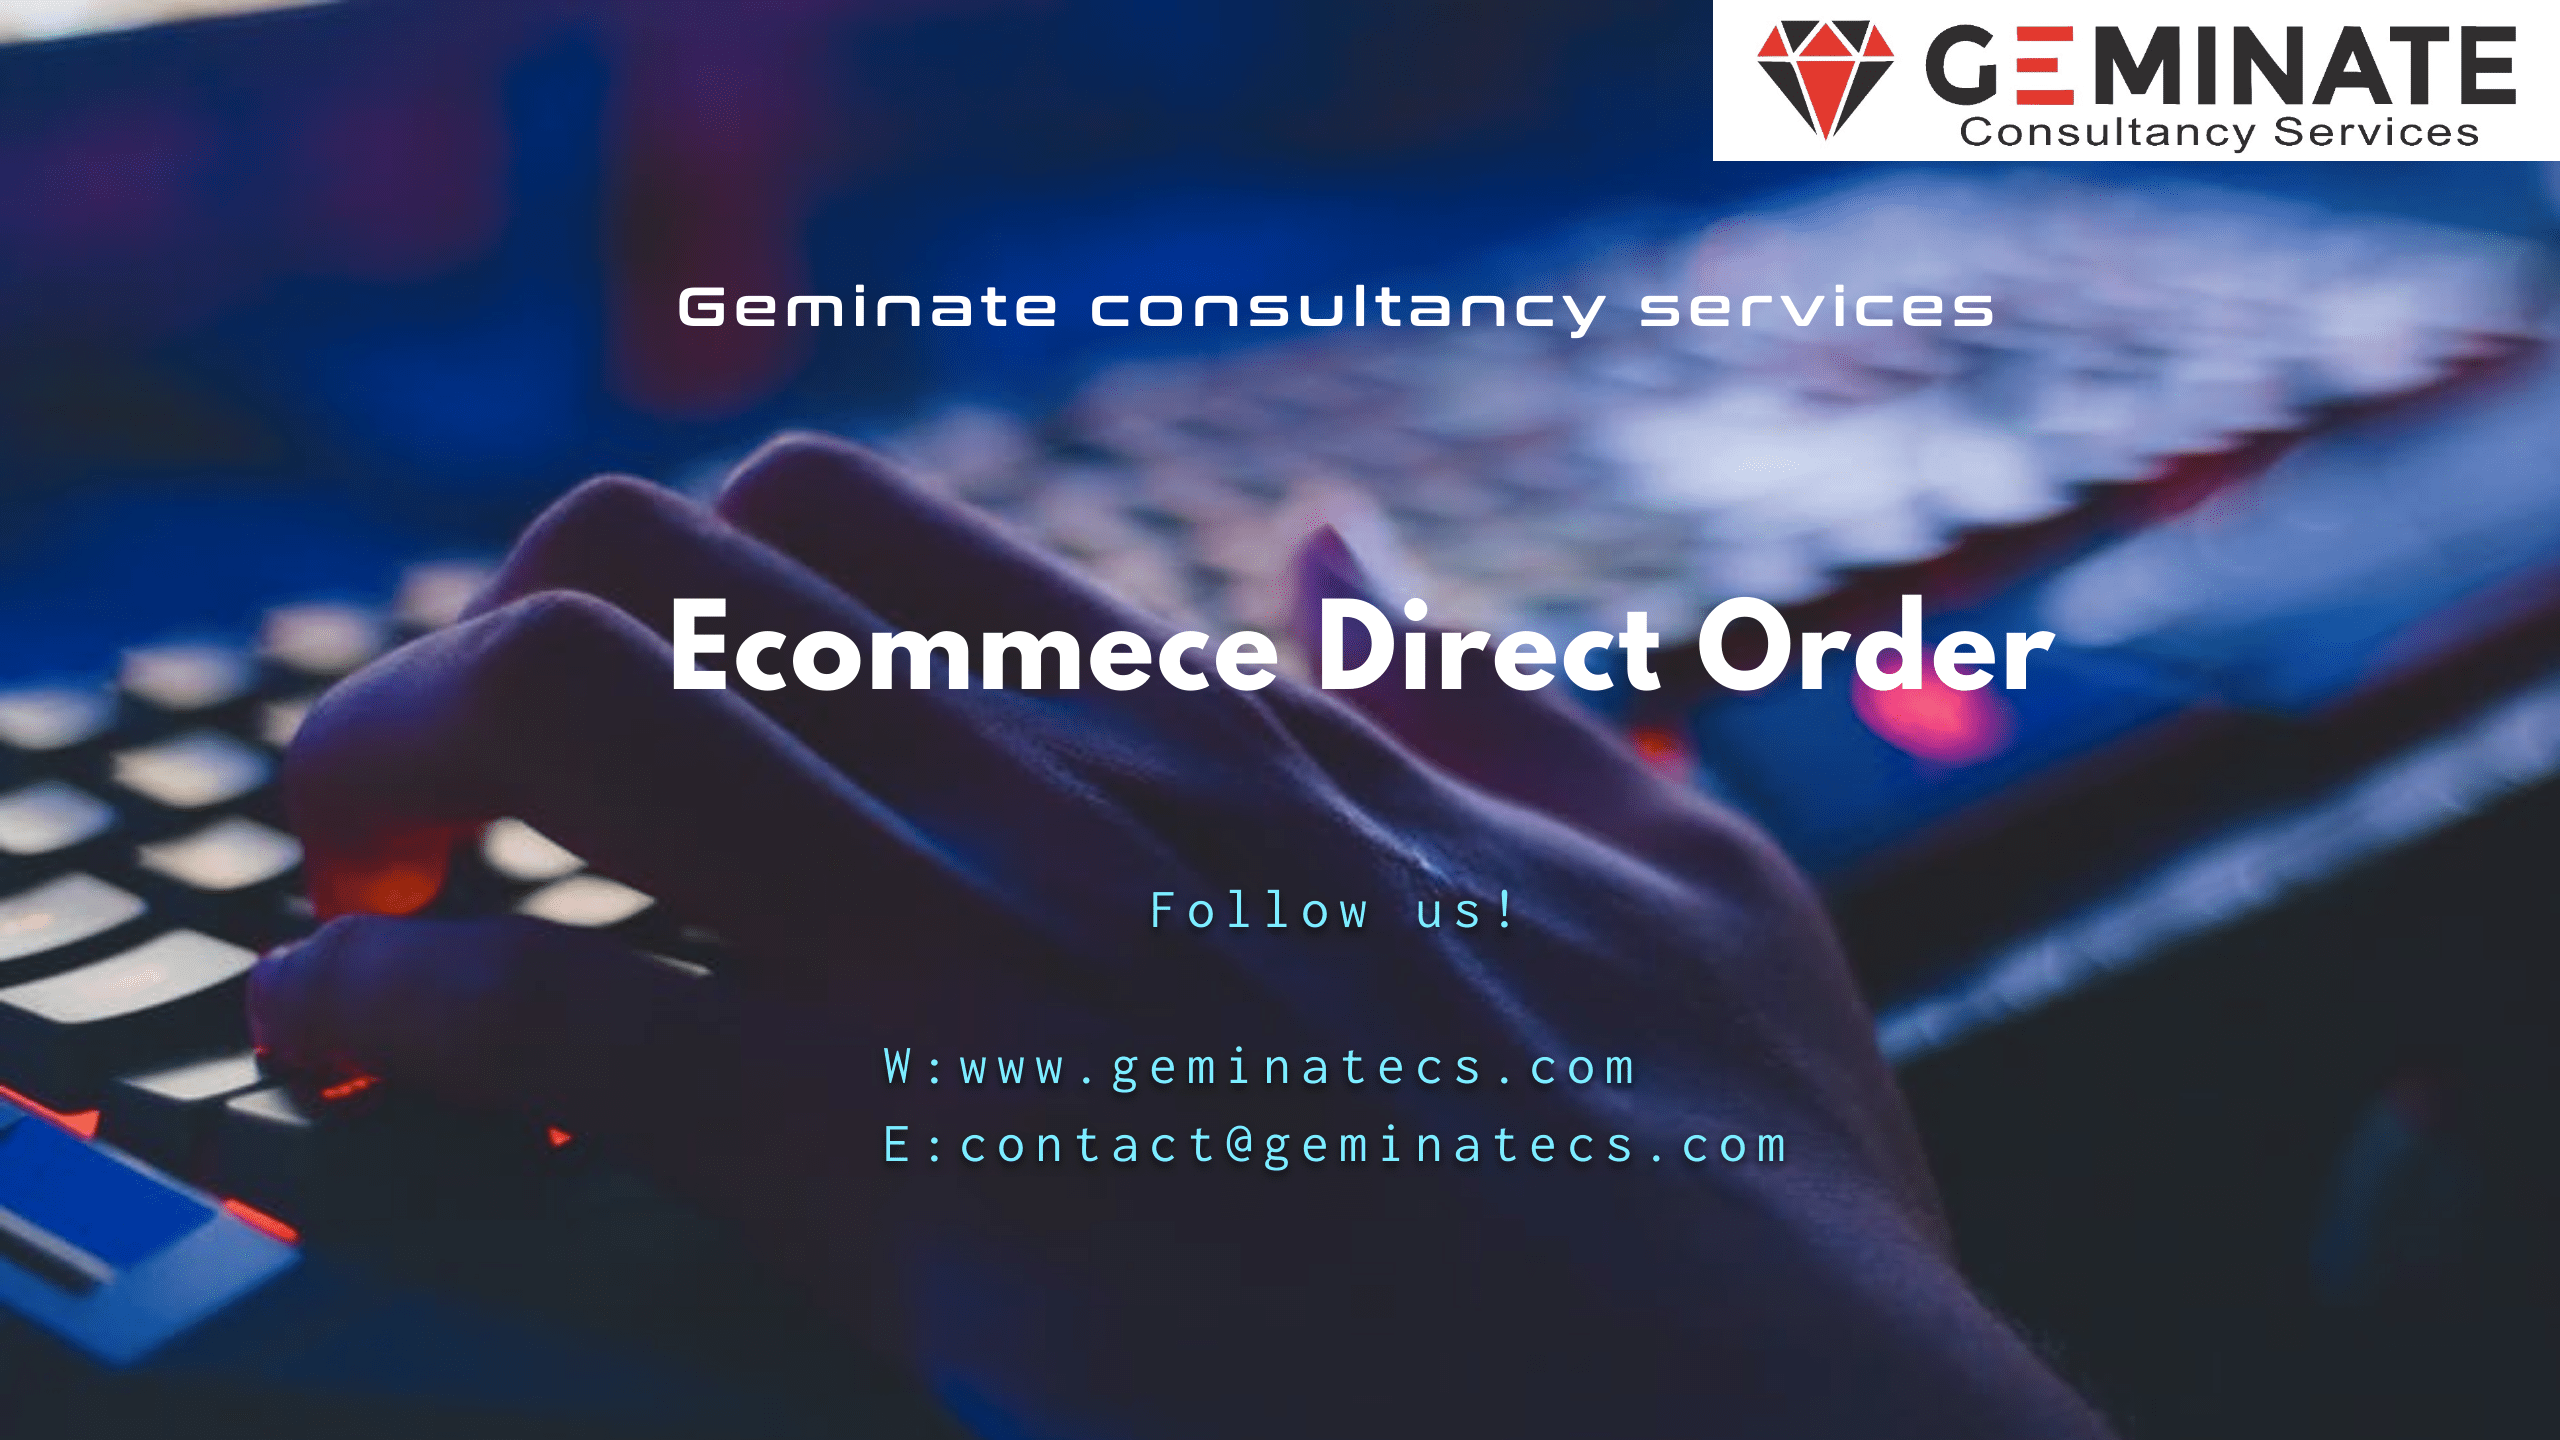 GEMINATE
Consultancy Services
Geminate consultancy services
Ecommece Direct Order
Follow us!
W:www.geminatecs.com
E:contact@geminatecs.com